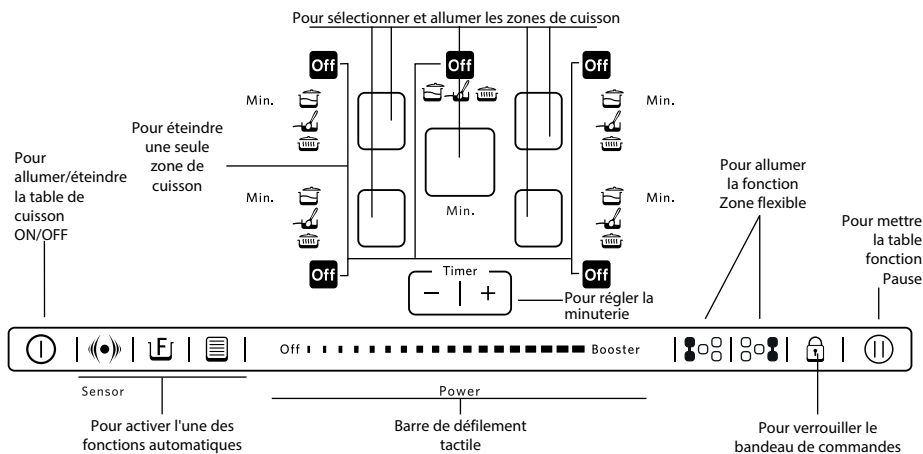 Pour sélectionner et allumer les zones de cuisson
Off
Off
Off
Min.
Min.
Pour éteindre
une seule
zone de
cuisson
Pour
allumer/éteindre
la table de
cuisson
ON/OFF
Pour allumer
la fonction
Zone flexible
Min.
Min.
Min.
Pour mettre
la table
fonction
Pause
Off
Off
Timer
− +
Pour régler la
minuterie
F
Off Booster
Sensor
Power
Pour activer l'une des
fonctions automatiques
Barre de défilement
tactile
Pour verrouiller le
bandeau de commandes